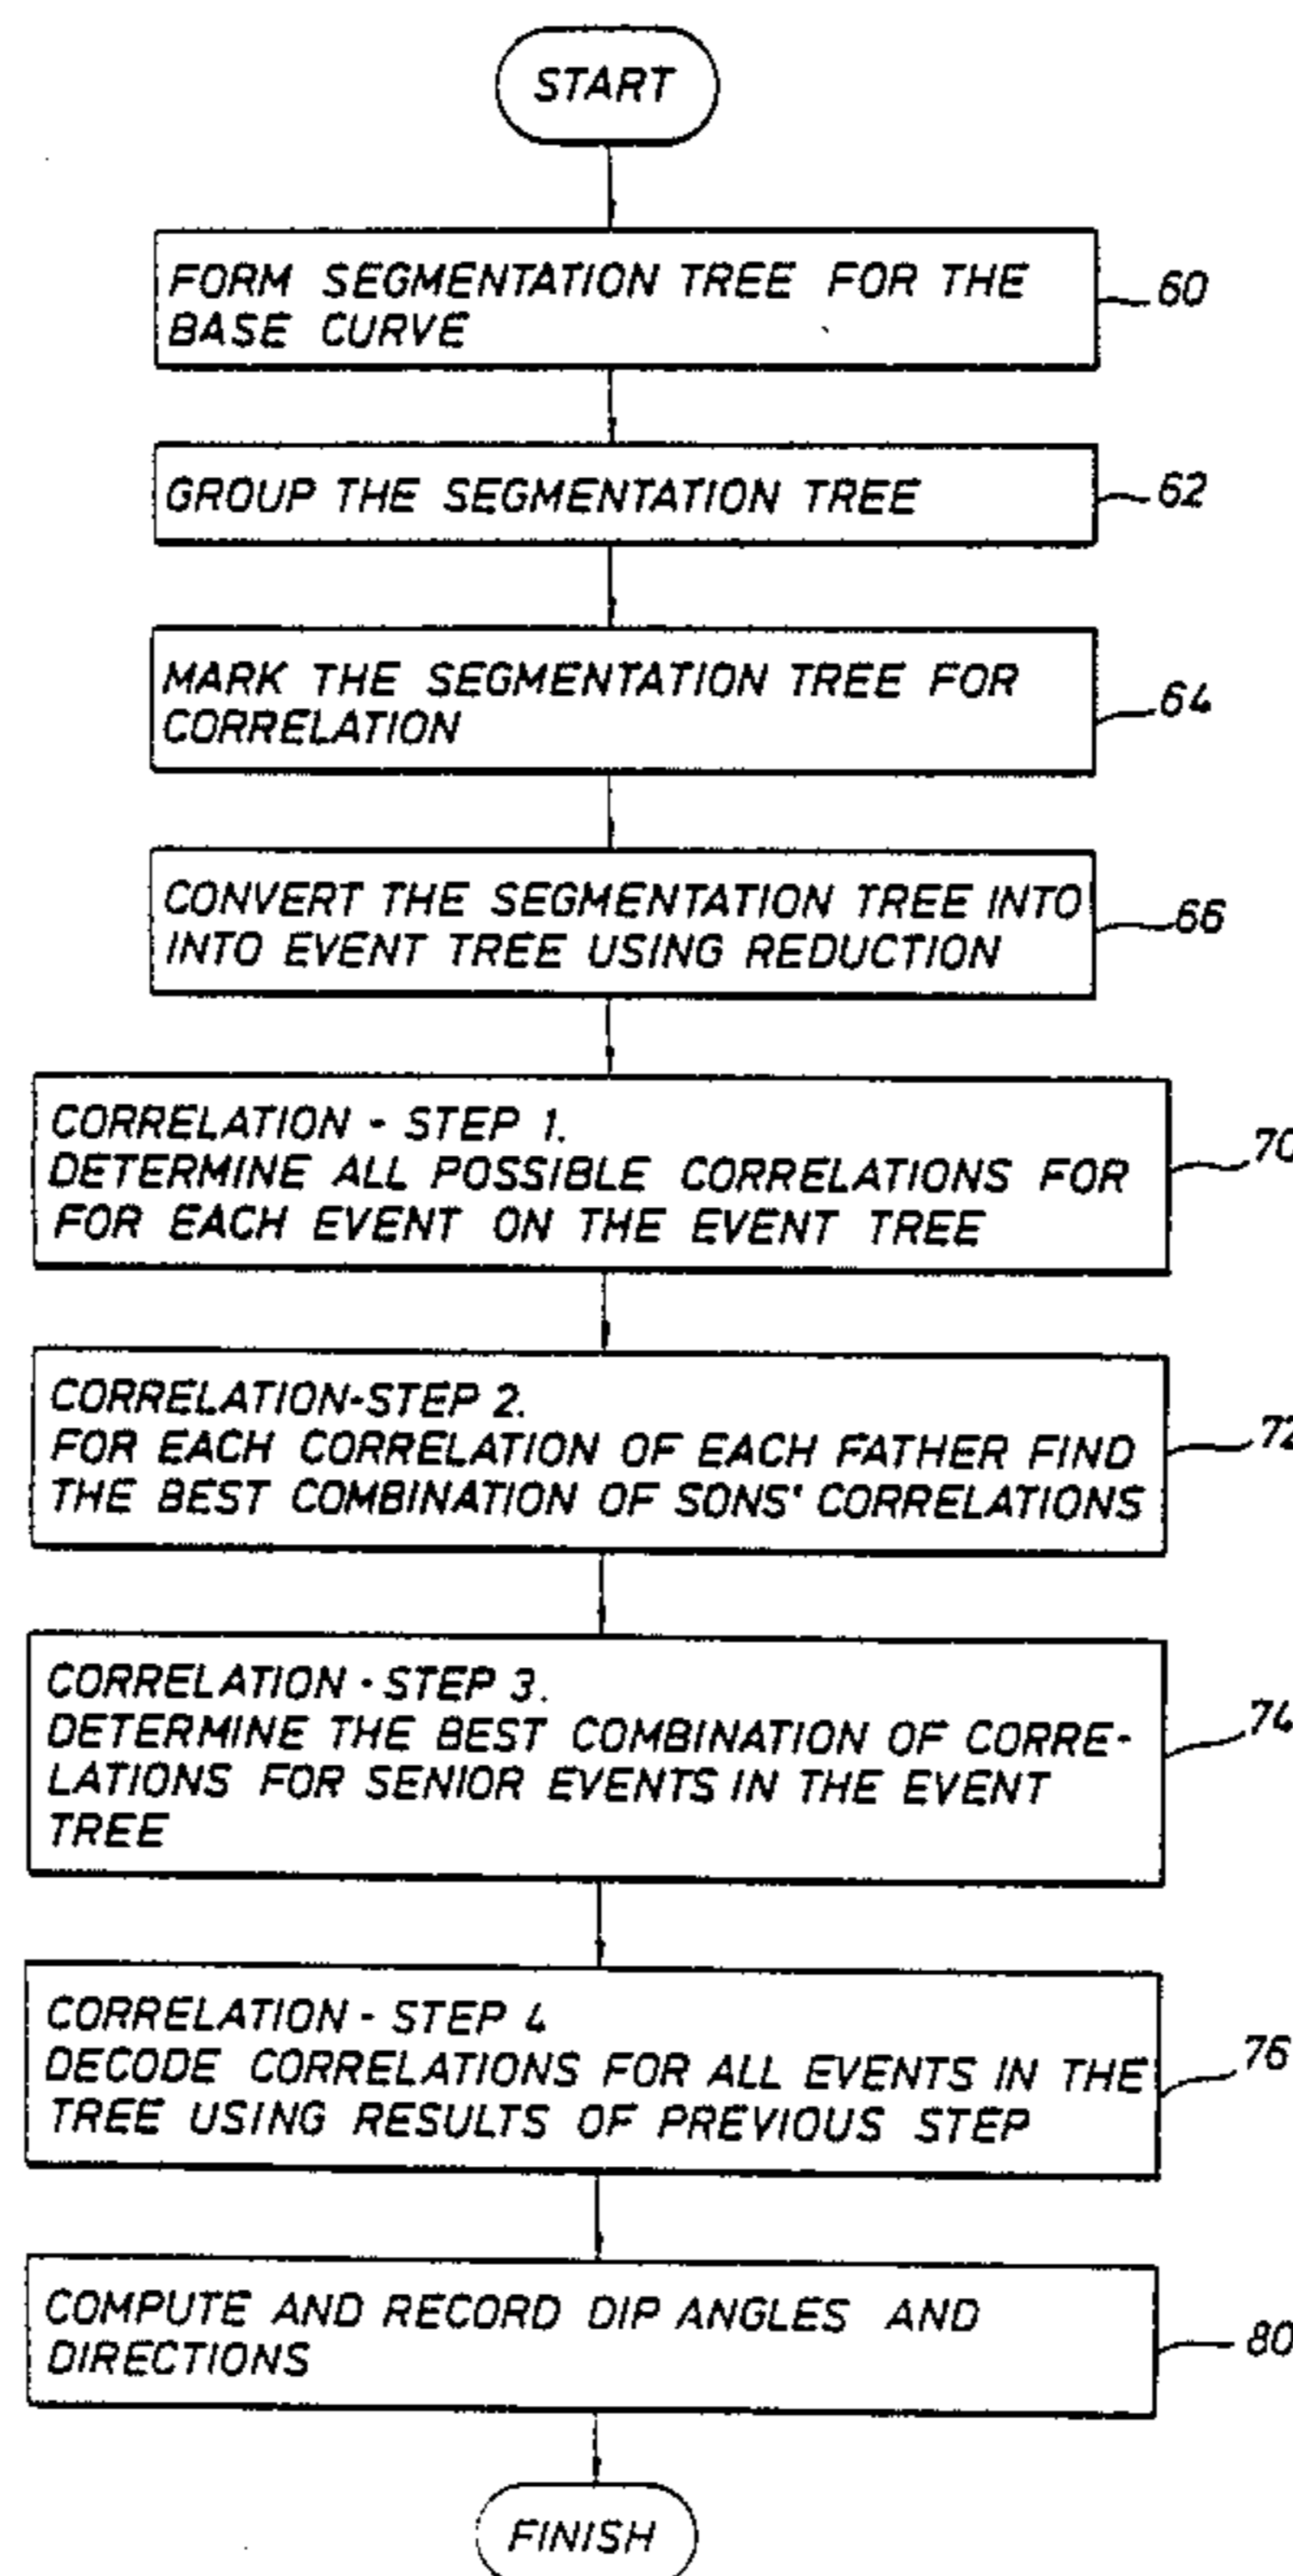 START
FORM SEGMENTATION TREE FOR THE
BASE CURVE
60
GROUP THE SEGMENTATION TREE
62
MARK THE SEGMENTATION TREE FOR
CORRELATION
64
CONVERT THE SEGMENTATION TREE INTO
INTO EVENT TREE USING REDUCTION
66
CORRELATION - STEP 1.
DETERMINE ALL POSSIBLE CORRELATIONS FOR
FOR EACH EVENT ON THE EVENT TREE
70
CORRELATION-STEP 2.
FOR EACH CORRELATION OF EACH FATHER FIND
THE BEST COMBINATION OF SONS' CORRELATIONS
72
CORRELATION - STEP 3.
DETERMINE THE BEST COMBINATION OF CORRE-
LATIONS FOR SENIOR EVENTS IN THE EVENT
TREE
74
CORRELATION - STEP 4
DECODE CORRELATIONS FOR ALL EVENTS IN THE
TREE USING RESULTS OF PREVIOUS STEP
76
COMPUTE AND RECORD DIP ANGLES AND
DIRECTIONS
80
FINISH